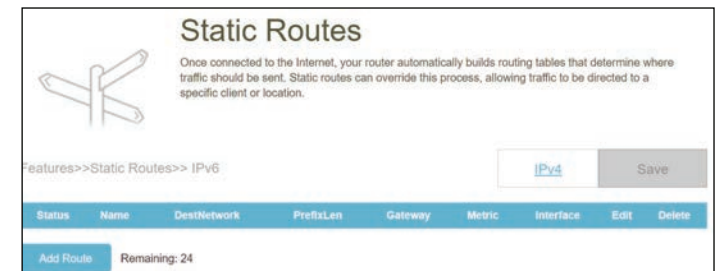 Static Routes
Once connected to the Internet, your router automatically builds routing tables that determine where
traffic should be sent. Static routes can override this process, allowing traffic to be directed to a
specific client or location.
Features>>Static Routes>> IPv6
IPv4
Save
Status Name DestNetwork PrefixLen Gateway Metric Interface Edit Delete
Add Route Remaining: 24